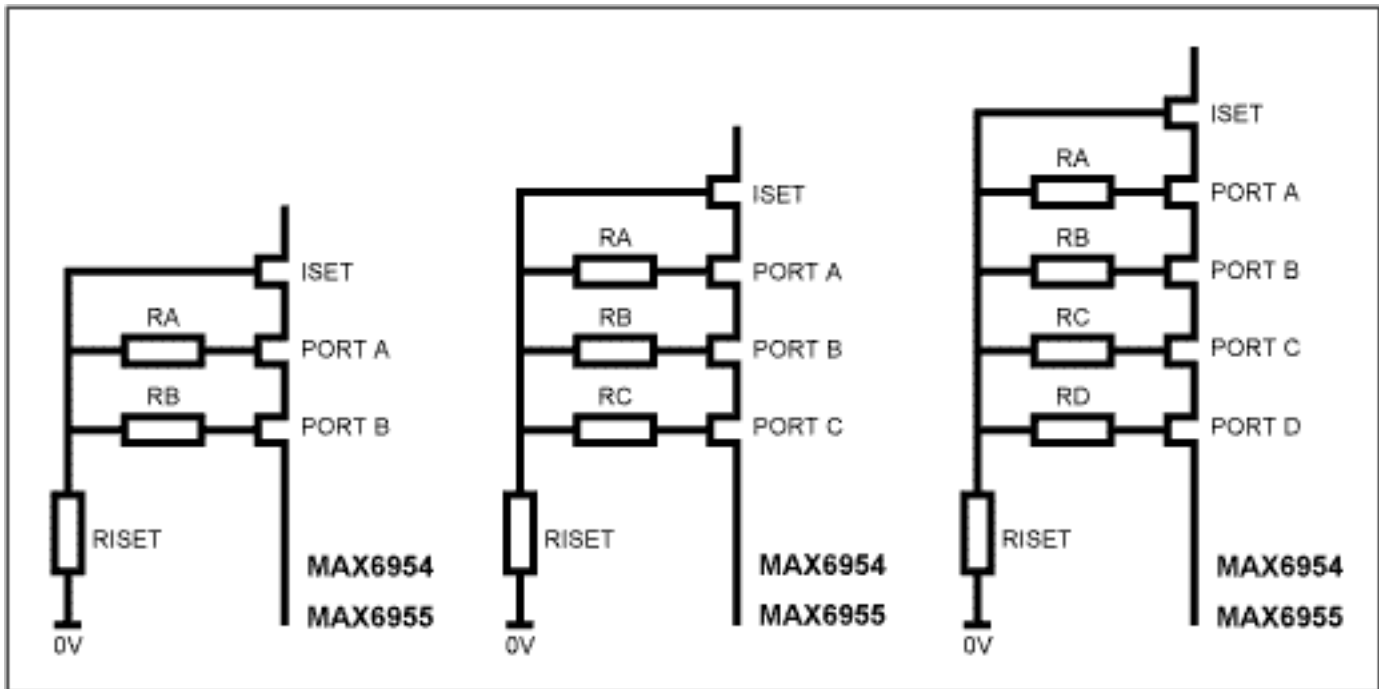 ISET
RA
PORT A
RB
PORT B
RISET
MAX6954
MAX6955
0V
ISET
RA
PORT A
RB
PORT B
RC
PORT C
RISET
MAX6954
MAX6955
0V
ISET
RA
PORT A
RB
PORT B
RC
PORT C
RD
PORT D
RISET
MAX6954
MAX6955
0V